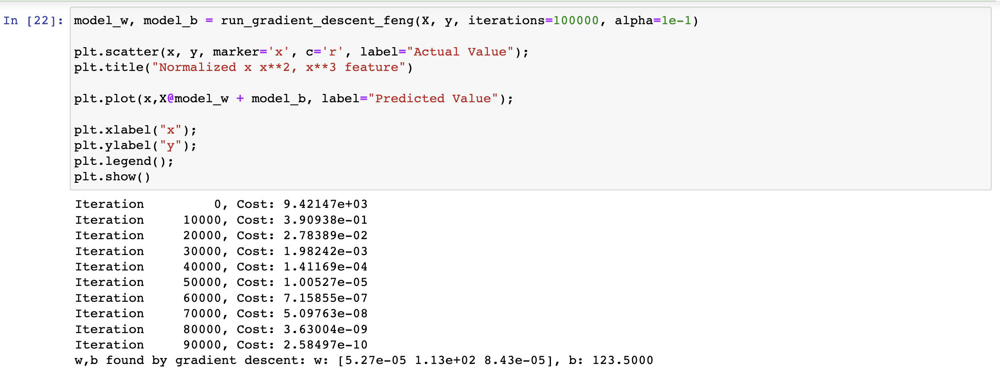 In [22]: model_w, model_b = run_gradient_descent_feng(X, y, iterations=100000, alpha=1e-1)
plt.scatter(x, y, marker='x', c='r', label="Actual Value");
plt.title("Normalized x x**2, x**3 feature")
plt.plot(x,X@model_w + model_b, label="Predicted Value");
plt.xlabel("x");
plt.ylabel("y");
plt.legend();
plt.show()
Iteration         0, Cost: 9.42147e+03
Iteration     10000, Cost: 3.90938e-01
Iteration     20000, Cost: 2.78389e-02
Iteration     30000, Cost: 1.98242e-03
Iteration     40000, Cost: 1.41169e-04
Iteration     50000, Cost: 1.00527e-05
Iteration     60000, Cost: 7.15855e-07
Iteration     70000, Cost: 5.09763e-08
Iteration     80000, Cost: 3.63004e-09
Iteration     90000, Cost: 2.58497e-10
w,b found by gradient descent: w: [5.27e-05 1.13e+02 8.43e-05], b: 123.5000